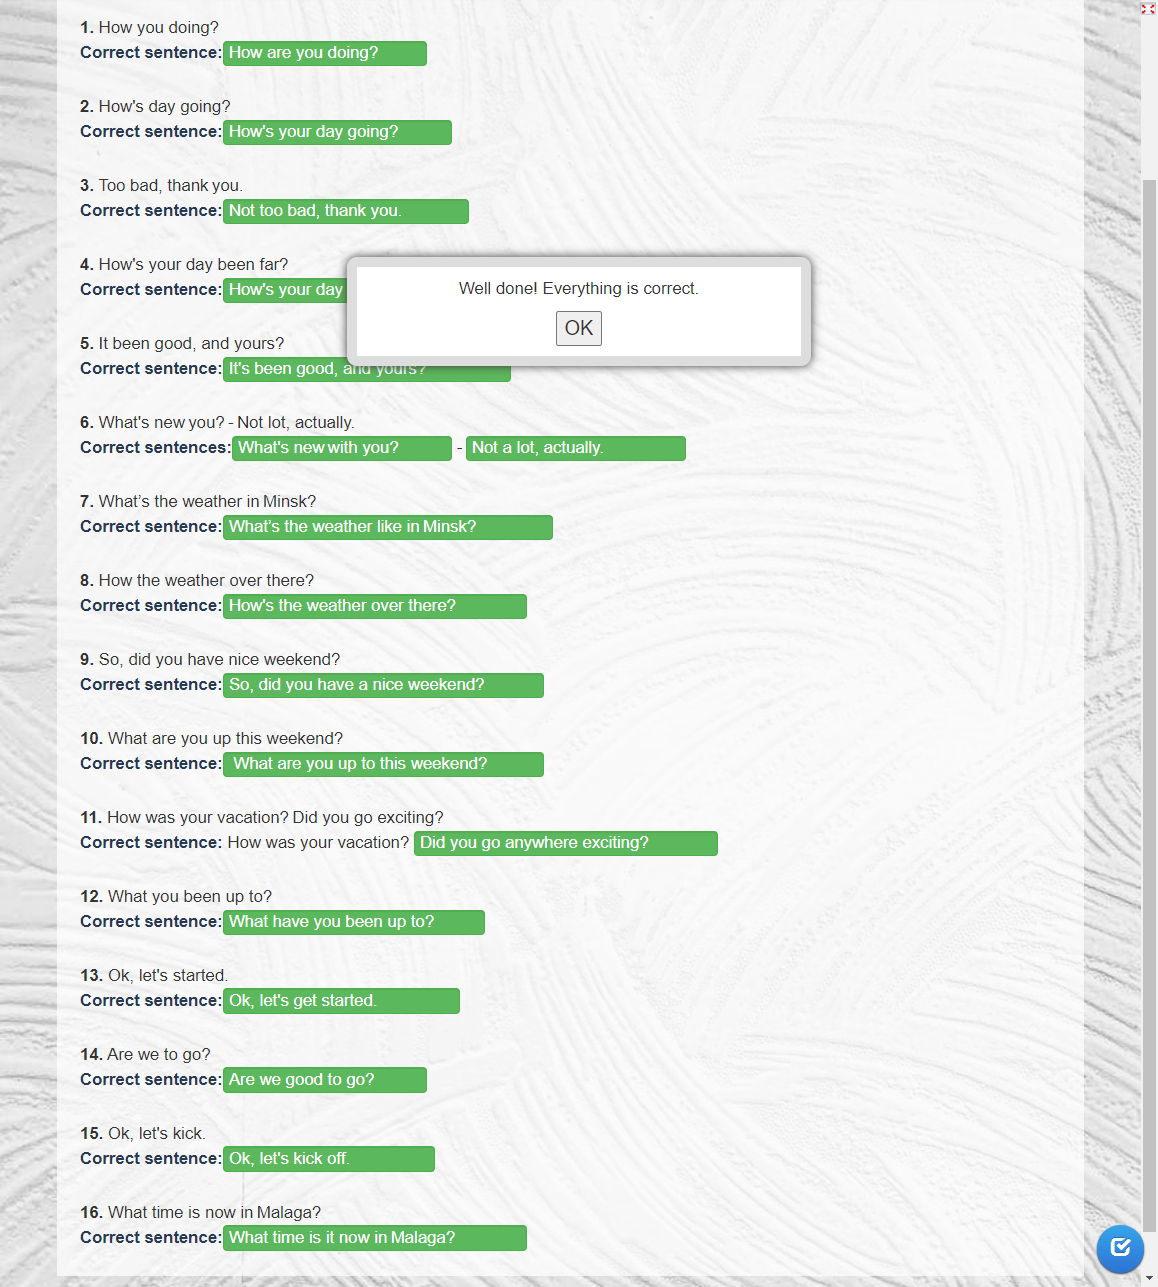 1. How you doing?
Correct sentence: How are you doing?
2. How's day going?
Correct sentence: How's your day going?
3. Too bad, thank you.
Correct sentence: Not too bad, thank you.
4. How's your day been far?
Correct sentence: How's your day
Well done! Everything is correct.
OK
5. It been good, and yours?
Correct sentence: It's been good, and yours?
6. What's new you? - Not lot, actually.
Correct sentences: What's new with you? - Not a lot, actually.
7. What's the weather in Minsk?
Correct sentence: What's the weather like in Minsk?
8. How the weather over there?
Correct sentence: How's the weather over there?
9. So, did you have nice weekend?
Correct sentence: So, did you have a nice weekend?
10. What are you up this weekend?
Correct sentence: What are you up to this weekend?
11. How was your vacation? Did you go exciting?
Correct sentence: How was your vacation? Did you go anywhere exciting?
12. What you been up to?
Correct sentence: What have you been up to?
13. Ok, let's started.
Correct sentence: Ok, let's get started.
14. Are we to go?
Correct sentence: Are we good to go?
15. Ok, let's kick.
Correct sentence: Ok, let's kick off.
16. What time is now in Malaga?
Correct sentence: What time is it now in Malaga?